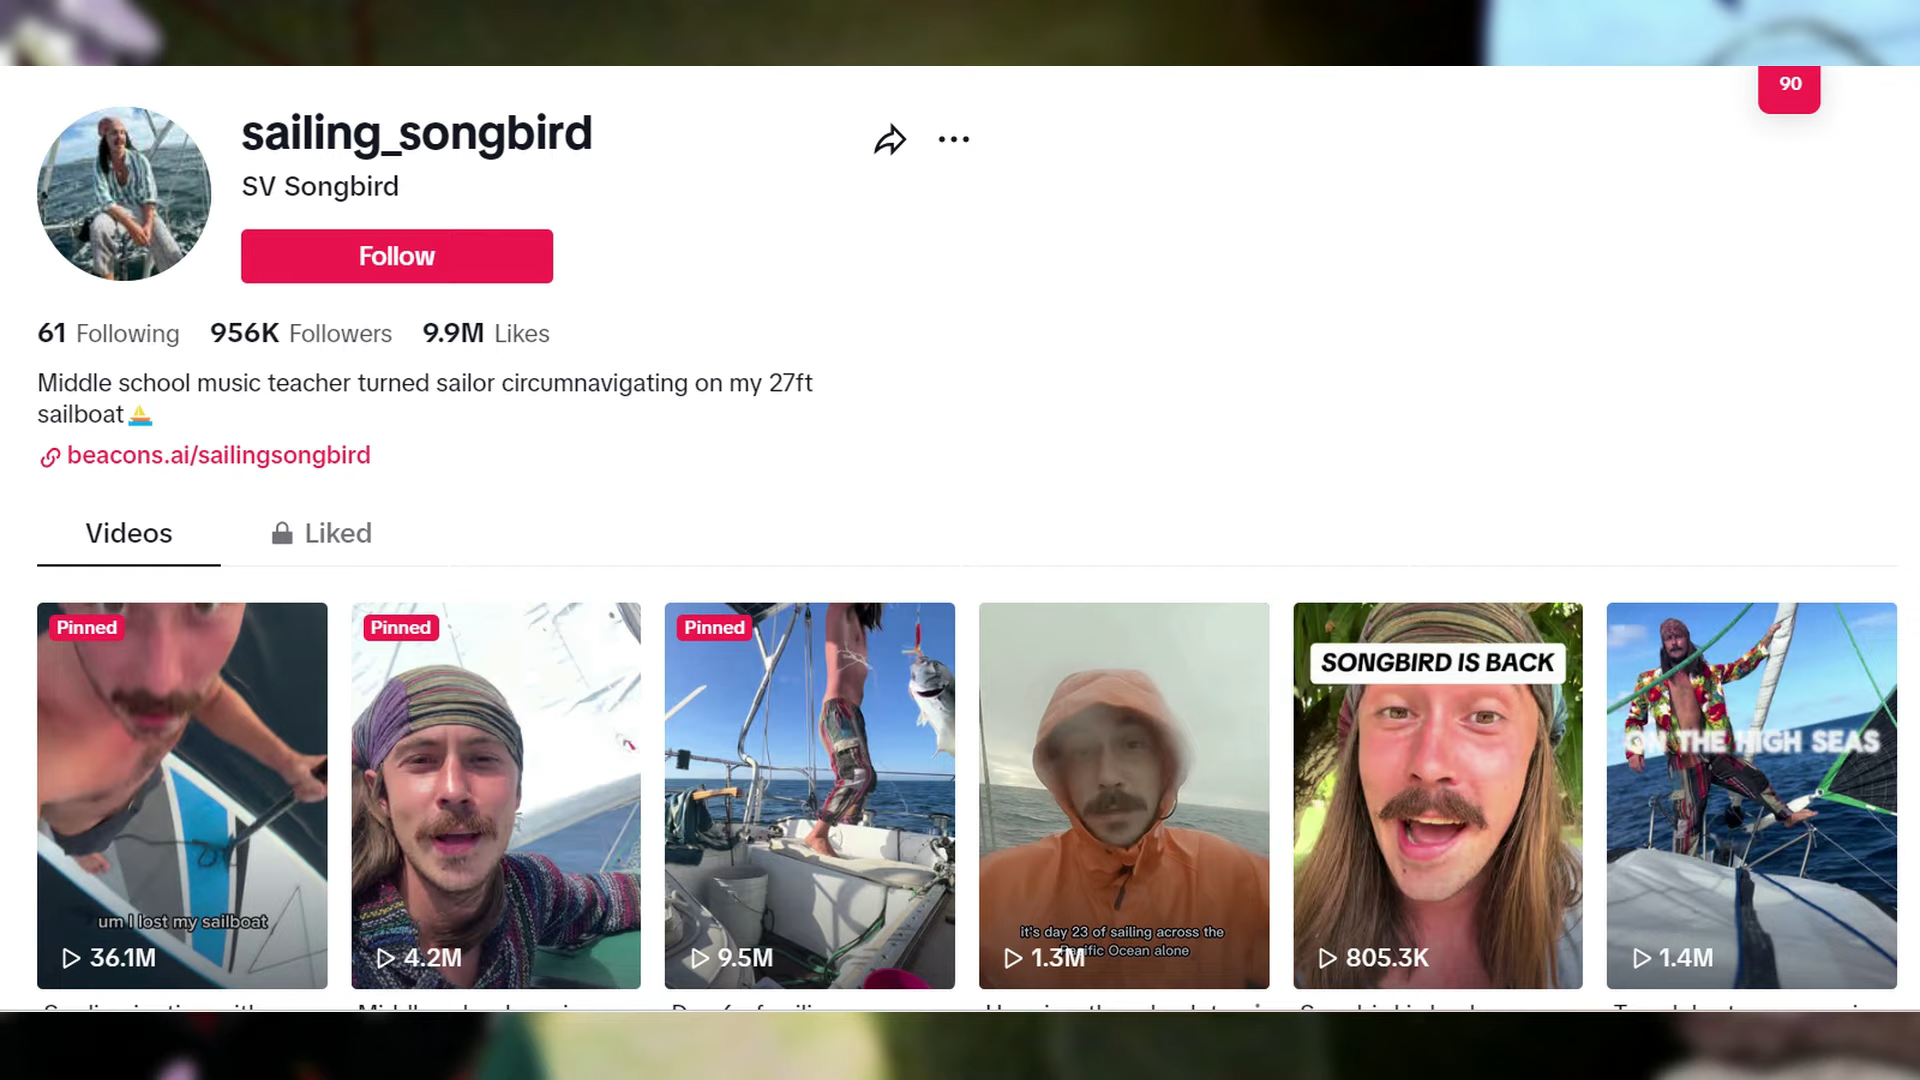 90
sailing_songbird
SV Songbird
Follow
61 Following 956K Followers 9.9M Likes
Middle school music teacher turned sailor circumnavigating on my 27ft
sailboat
beacons.ai/sailingsongbird
Videos
Liked
Pinned
um I lost my sailboat
36.1M
Pinned
4.2M
Pinned
9.5M
it's day 23 of sailing across the
Pacific Ocean alone
1.3M
SONGBIRD IS BACK
805.3K
ON THE HIGH SEAS
1.4M